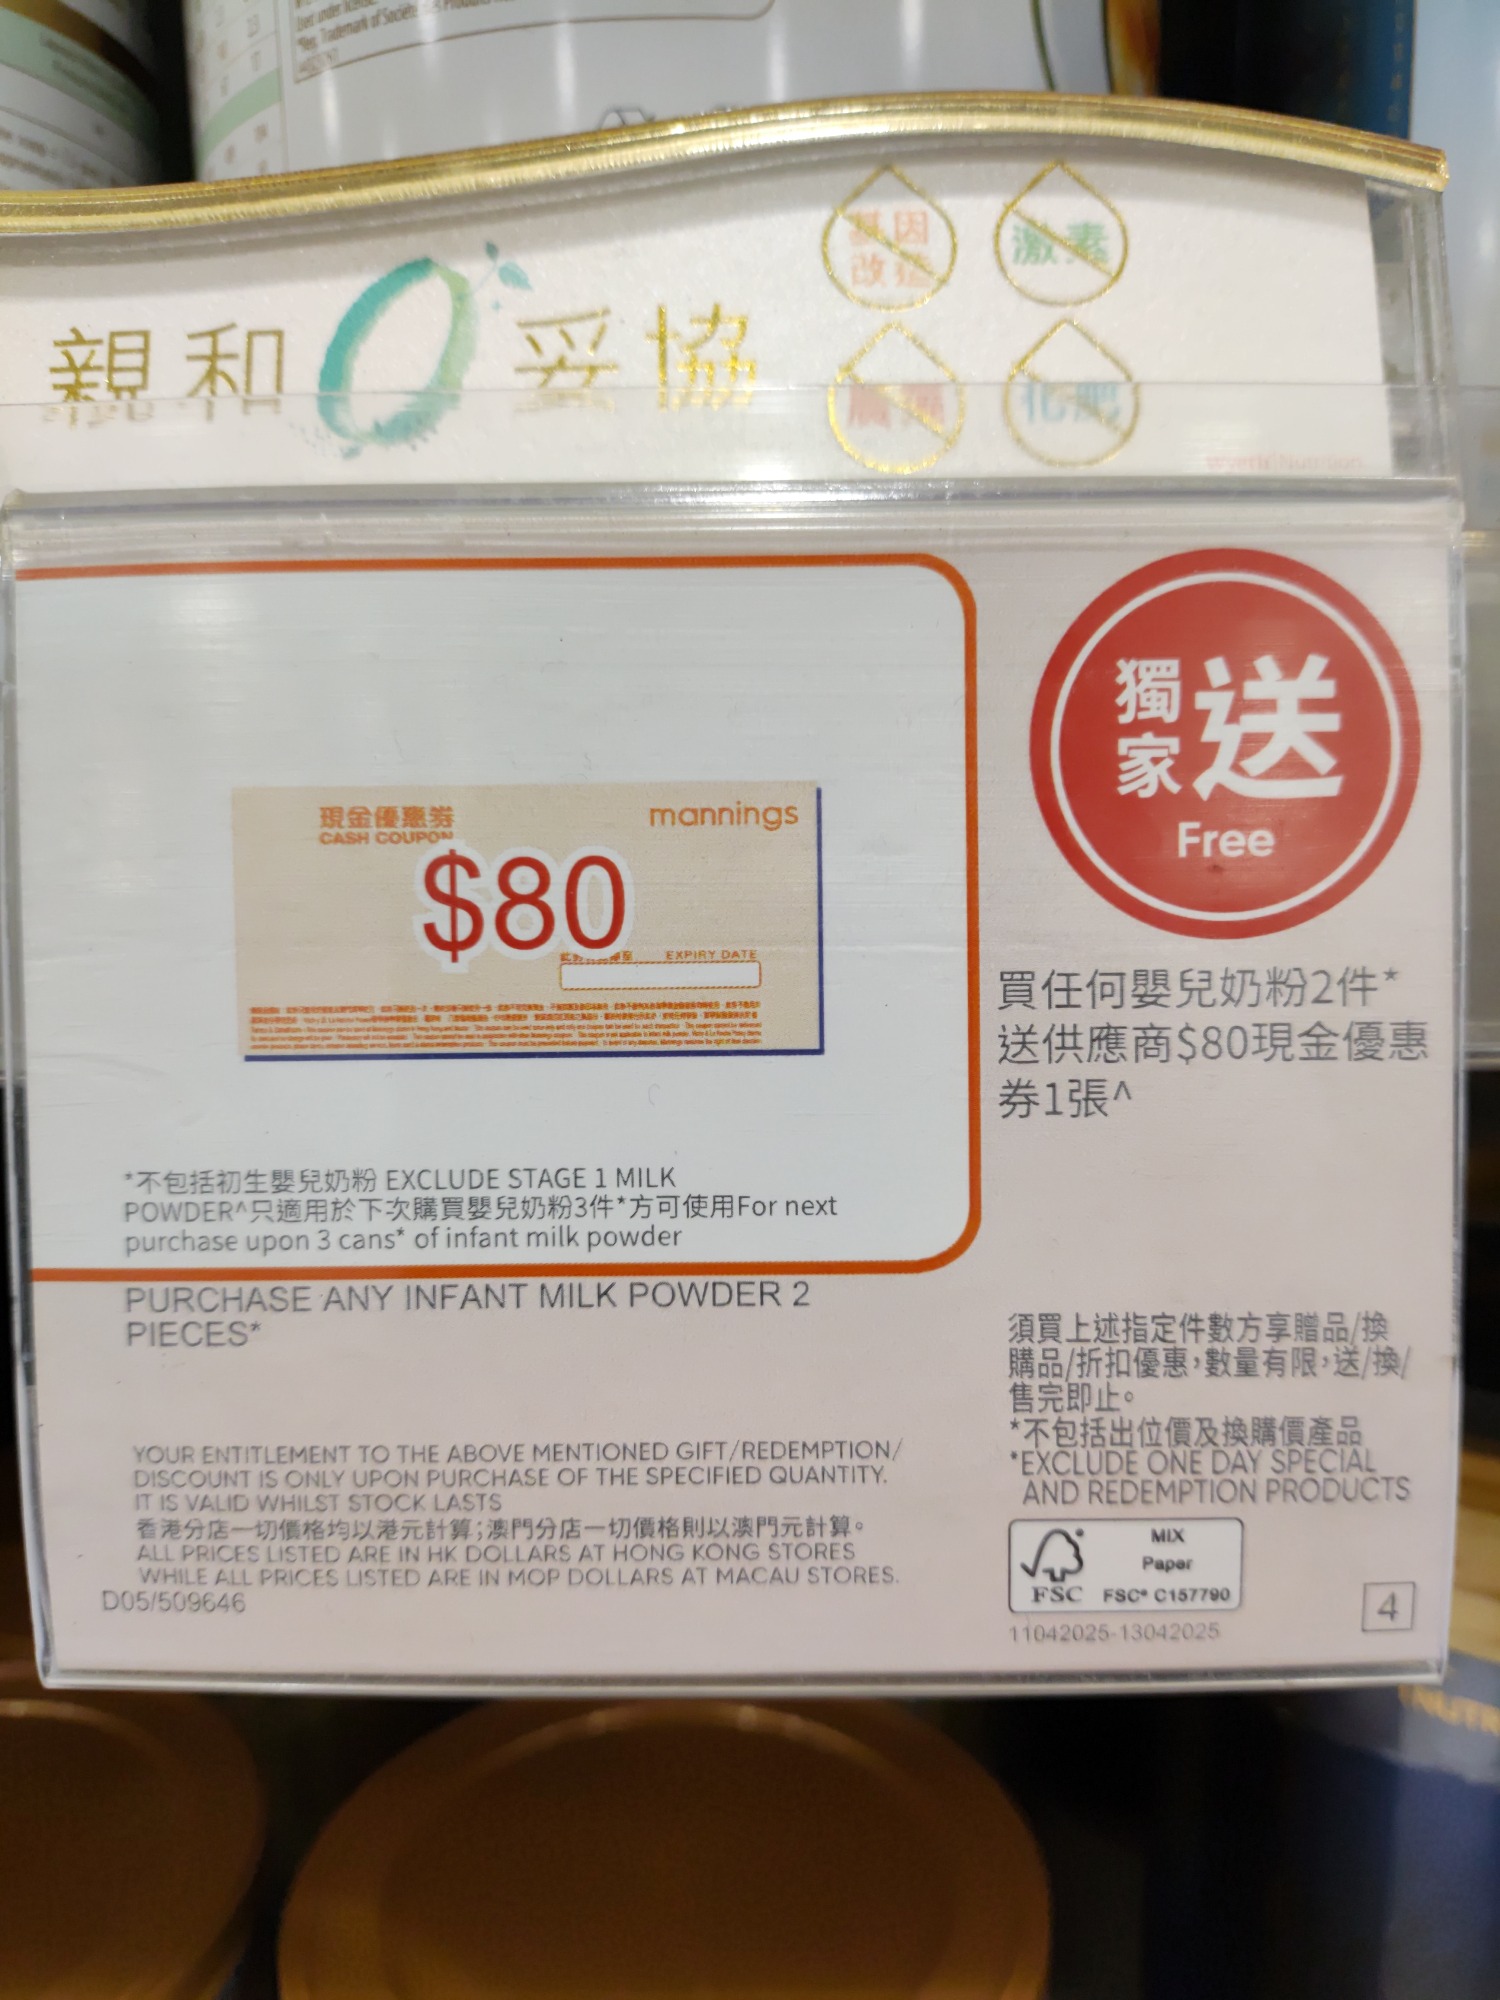 Reg. Trademark of Société
親和0妥協
基因
改造
激素
化肥
獨家送
Free
現金優惠券
mannings
CASH COUPON
$80
EXPIRY DATE
買任何嬰兒奶粉2件*
送供應商$80現金優惠
券1張^
*不包括初生嬰兒奶粉 EXCLUDE STAGE 1 MILK
POWDER^只適用於下次購買嬰兒奶粉3件*方可使用For next
purchase upon 3 cans* of infant milk powder
PURCHASE ANY INFANT MILK POWDER 2
PIECES*
須買上述指定件數方享贈品/換
購品/折扣優惠,數量有限,送/換/
售完即止。
*不包括出位價及換購價產品
*EXCLUDE ONE DAY SPECIAL
AND REDEMPTION PRODUCTS
YOUR ENTITLEMENT TO THE ABOVE MENTIONED GIFT/REDEMPTION/
DISCOUNT IS ONLY UPON PURCHASE OF THE SPECIFIED QUANTITY.
IT IS VALID WHILST STOCK LASTS
香港分店一切價格均以港元計算;澳門分店一切價格則以澳門元計算。
ALL PRICES LISTED ARE IN HK DOLLARS AT HONG KONG STORES
WHILE ALL PRICES LISTED ARE IN MOP DOLLARS AT MACAU STORES.
D05/509646
MIX
Paper
FSC FSC® C157790
11042025-13042025
4